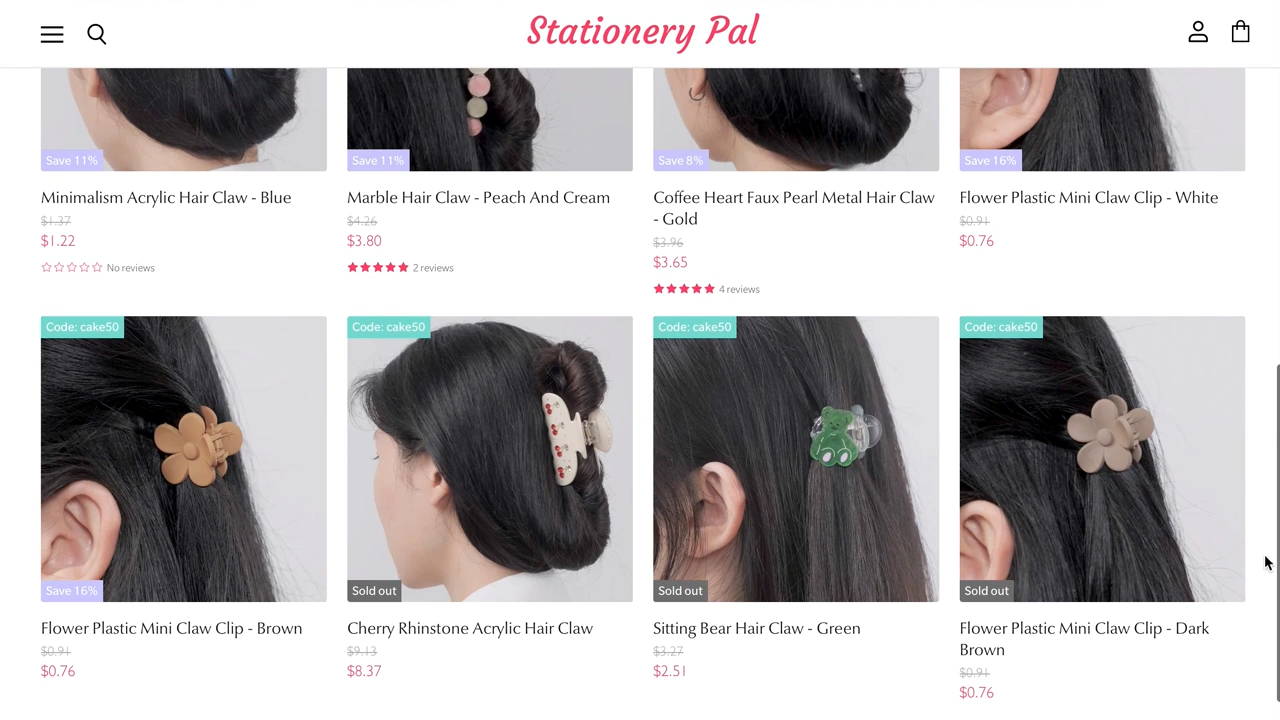 Stationery Pal
Save 11%
Save 11%
Save 8%
Save 16%
Minimalism Acrylic Hair Claw - Blue
$1.37
$1.22
No reviews
Marble Hair Claw - Peach And Cream
$4.26
$3.80
2 reviews
Coffee Heart Faux Pearl Metal Hair Claw
- Gold
$3.96
$3.65
4 reviews
Flower Plastic Mini Claw Clip - White
$0.91
$0.76
Code: cake50
Code: cake50
Code: cake50
Code: cake50
Save 16%
Sold out
Sold out
Sold out
Flower Plastic Mini Claw Clip - Brown
$0.91
$0.76
Cherry Rhinstone Acrylic Hair Claw
$9.13
$8.37
Sitting Bear Hair Claw - Green
$3.27
$2.51
Flower Plastic Mini Claw Clip - Dark
Brown
$0.91
$0.76